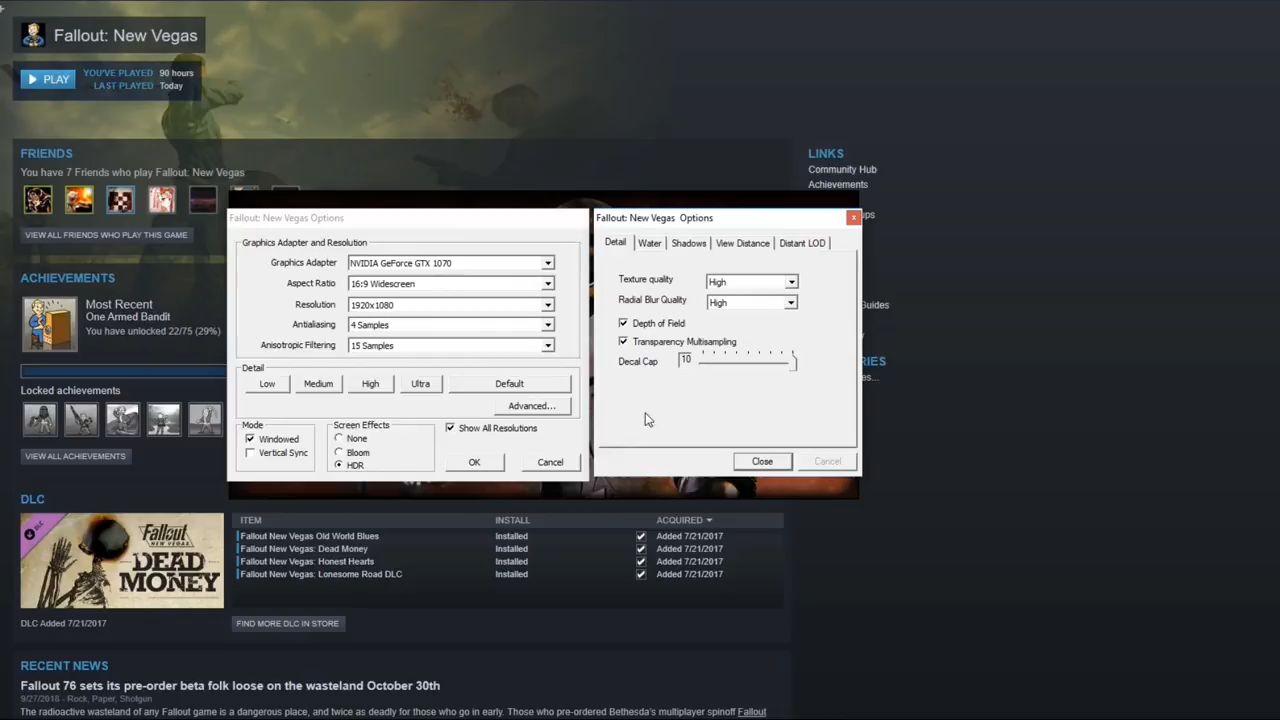 Fallout: New Vegas
PLAY
YOU'VE PLAYED 90 hours
LAST PLAYED Today
FRIENDS
You have 7 Friends who play Fallout: New Vegas
VIEW ALL FRIENDS WHO PLAY THIS GAME
ACHIEVEMENTS
Most Recent
One Armed Bandit
You have unlocked 22/75 (29%)
Locked achievements
VIEW ALL ACHIEVEMENTS
DLC
Fallout
NEW VEGAS
DEAD
MONEY
DLC Added 7/21/2017
Fallout: New Vegas Options
Graphics Adapter and Resolution
Graphics Adapter NVIDIA GeForce GTX 1070
Aspect Ratio 16:9 Widescreen
Resolution 1920x1080
Antialiasing 4 Samples
Anisotropic Filtering 15 Samples
Detail
Low Medium High Ultra Default
Advanced...
Mode
Windowed
Vertical Sync
Screen Effects
None
Bloom
HDR
Show All Resolutions
OK Cancel
Fallout: New Vegas Options
Detail Water Shadows View Distance Distant LOD
Texture quality High
Radial Blur Quality High
Depth of Field
Transparency Multisampling
Decal Cap 10
Close Cancel
LINKS
Community Hub
Achievements
ITEM INSTALL ACQUIRED
Fallout New Vegas Old World Blues Installed Added 7/21/2017
Fallout New Vegas: Dead Money Installed Added 7/21/2017
Fallout New Vegas: Honest Hearts Installed Added 7/21/2017
Fallout New Vegas: Lonesome Road DLC Installed Added 7/21/2017
FIND MORE DLC IN STORE
RECENT NEWS
Fallout 76 sets its pre-order beta folk loose on the wasteland October 30th
9/27/2018 - Rock, Paper, Shotgun
The radioactive wasteland of any Fallout game is a dangerous place, and twice as deadly for those who go in early. Those who pre-ordered Bethesda's multiplayer spinoff Fallout